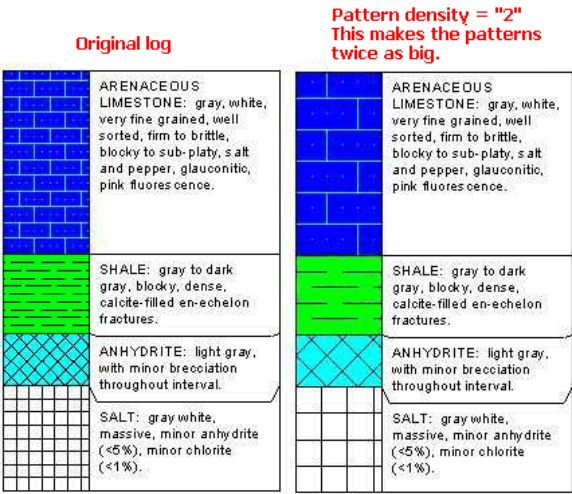 Original log
Pattern density = "2"
This makes the patterns
twice as big.
ARENACEOUS
LIMESTONE: gray, white,
very fine grained, well
sorted, firm to brittle,
blocky to sub-platy, salt
and pepper, glauconitic,
pink fluorescence.
SHALE: gray to dark
gray, blocky, dense,
calcite-filled en-echelon
fractures.
ANHYDRITE: light gray,
with minor brecciation
throughout interval.
SALT: gray white,
massive, minor anhydrite
(<5%), minor chlorite
(<1%).
ARENACEOUS
LIMESTONE: gray, white,
very fine grained, well
sorted, firm to brittle,
blocky to sub-platy, salt
and pepper, glauconitic,
pink fluorescence.
SHALE: gray to dark
gray, blocky, dense,
calcite-filled en-echelon
fractures.
ANHYDRITE: light gray,
with minor brecciation
throughout interval.
SALT: gray white,
massive, minor anhydrite
(<5%), minor chlorite
(<1%).